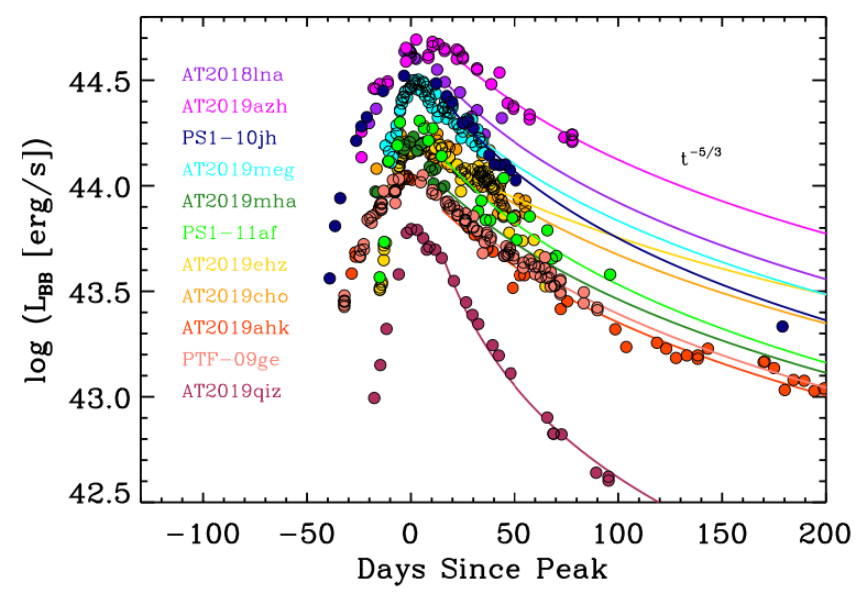 44.5
44.0
43.5
43.0
42.5
log (L_BB [erg/s])
AT2018lna
AT2019azh
PS1-10jh
AT2019meg
AT2019mha
PS1-11af
AT2019ehz
AT2019cho
AT2019ahk
PTF-09ge
AT2019qiz
t^-5/3
-100 -50 0 50 100 150 200
Days Since Peak